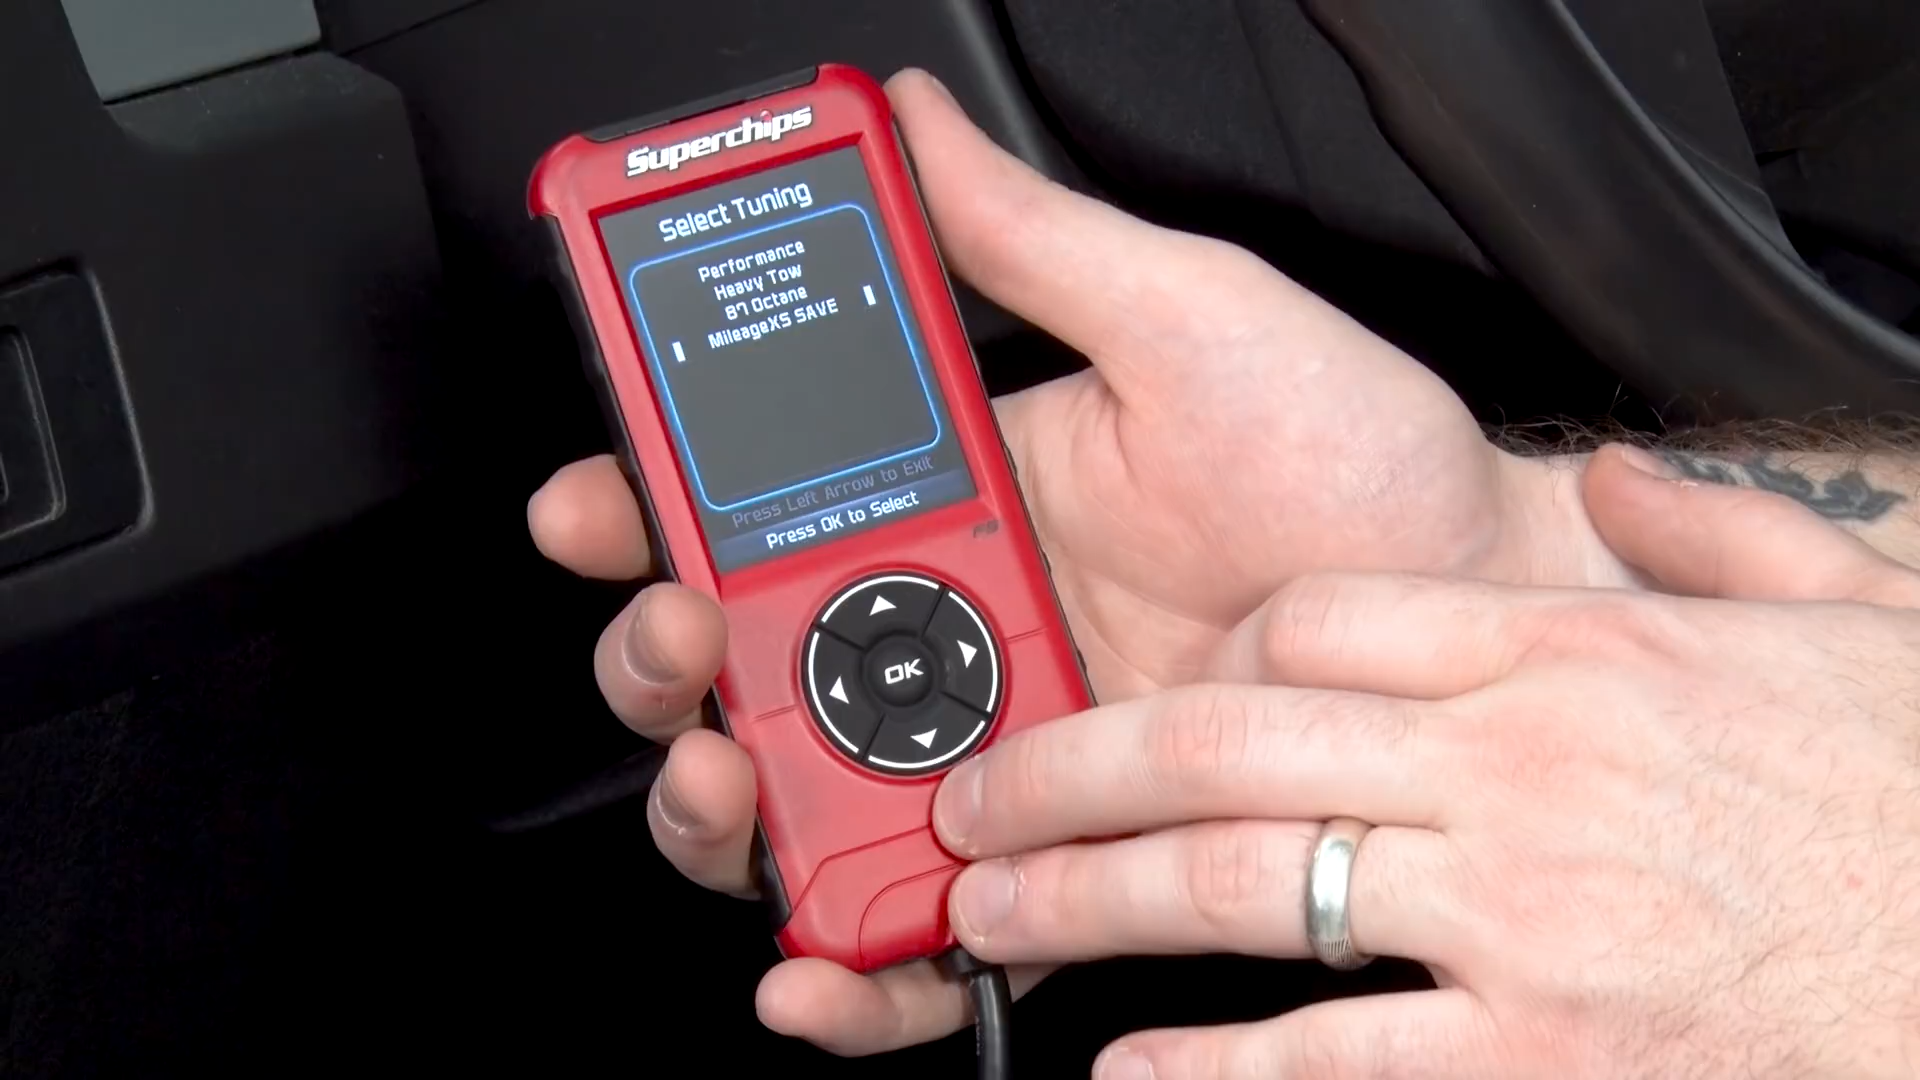 Superchips
Select Tuning
Performance
Heavy Tow
87 Octane
MileageXS SAVE
Press Left Arrow to Exit
Press OK to Select
F5
OK